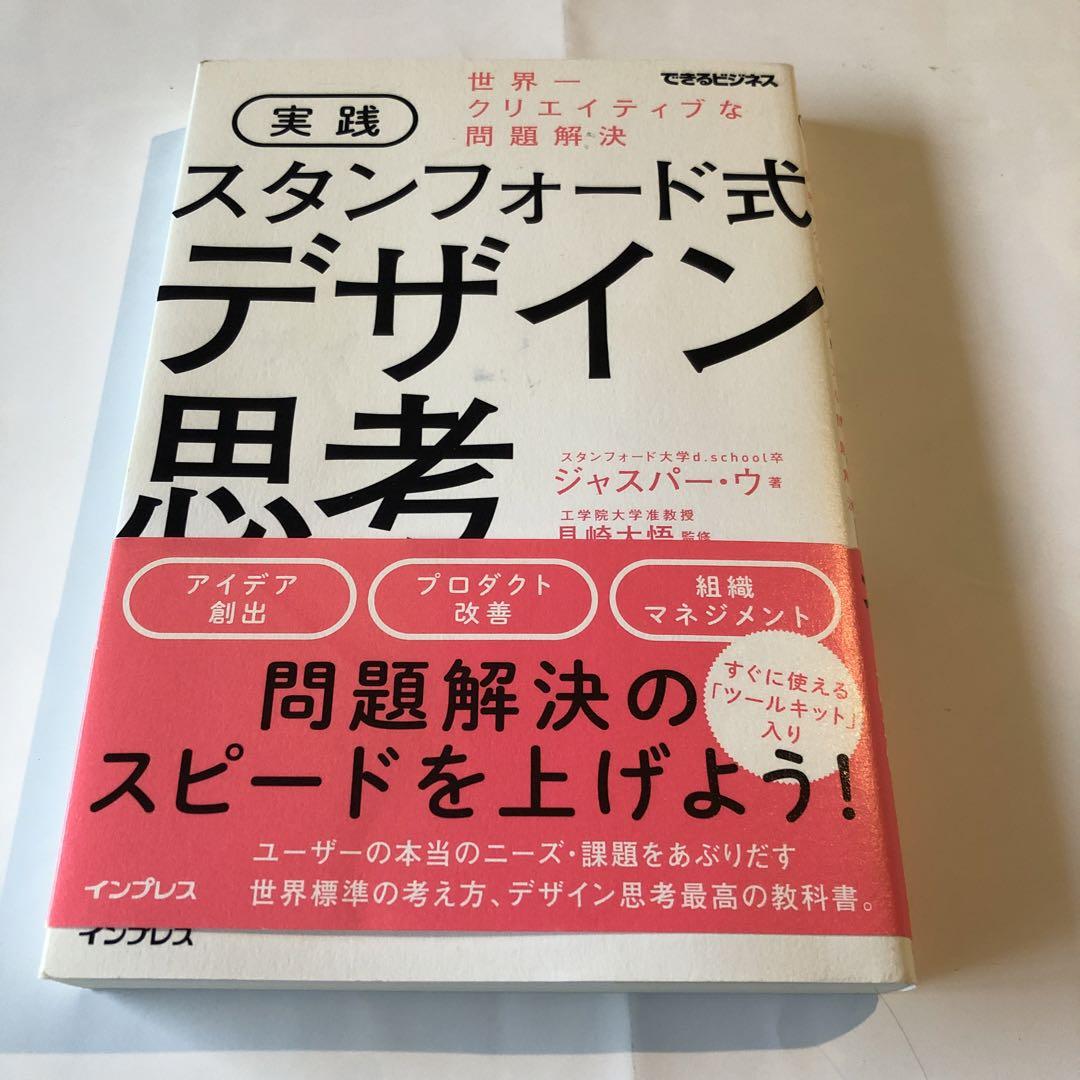 できるビジネス
世界一
クリエイティブな
問題解決
実践
スタンフォード式
デザイン
思考
スタンフォード大学d.school卒
ジャスパー・ウ 著
工学院大学准教授
見崎大悟 監修
アイデア
創出
プロダクト
改善
組織
マネジメント
すぐに使える
「ツールキット」
入り
問題解決の
スピードを上げよう!
ユーザーの本当のニーズ・課題をあぶりだす
世界標準の考え方、デザイン思考最高の教科書。
インプレス
インプレス